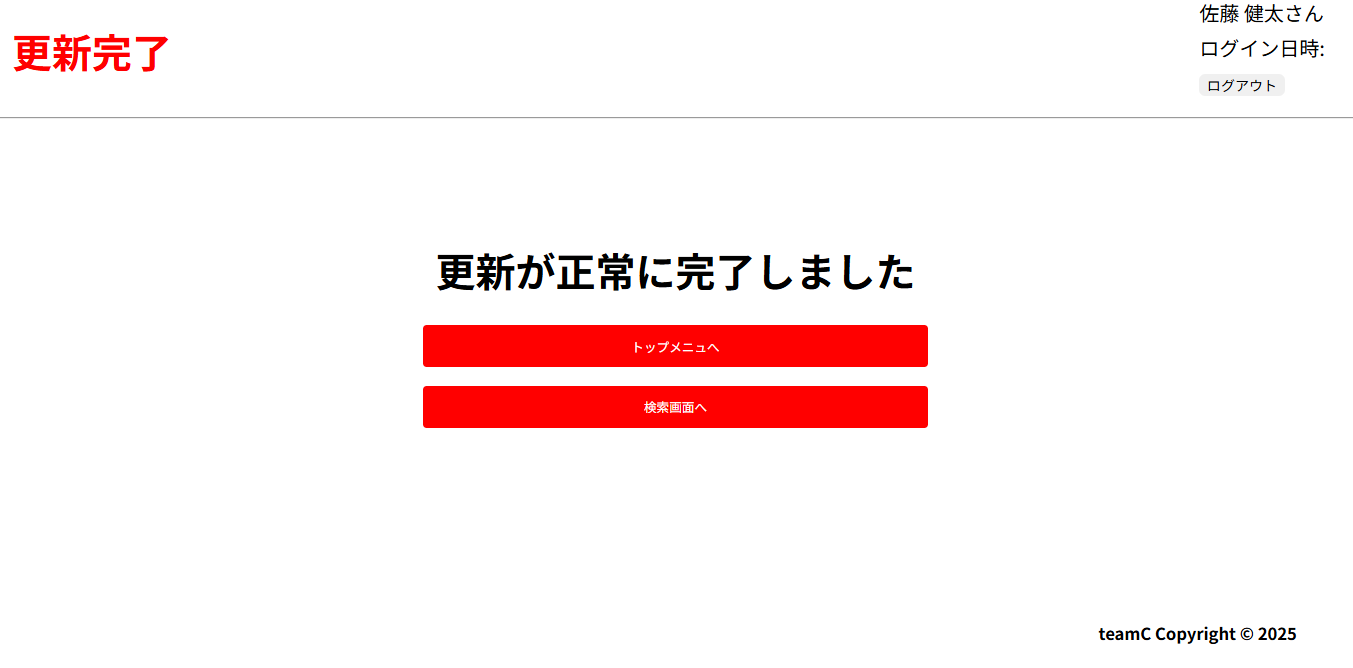 更新完了
佐藤 健太さん
ログイン日時:
ログアウト
更新が正常に完了しました
トップメニュへ
検索画面へ
teamC Copyright © 2025